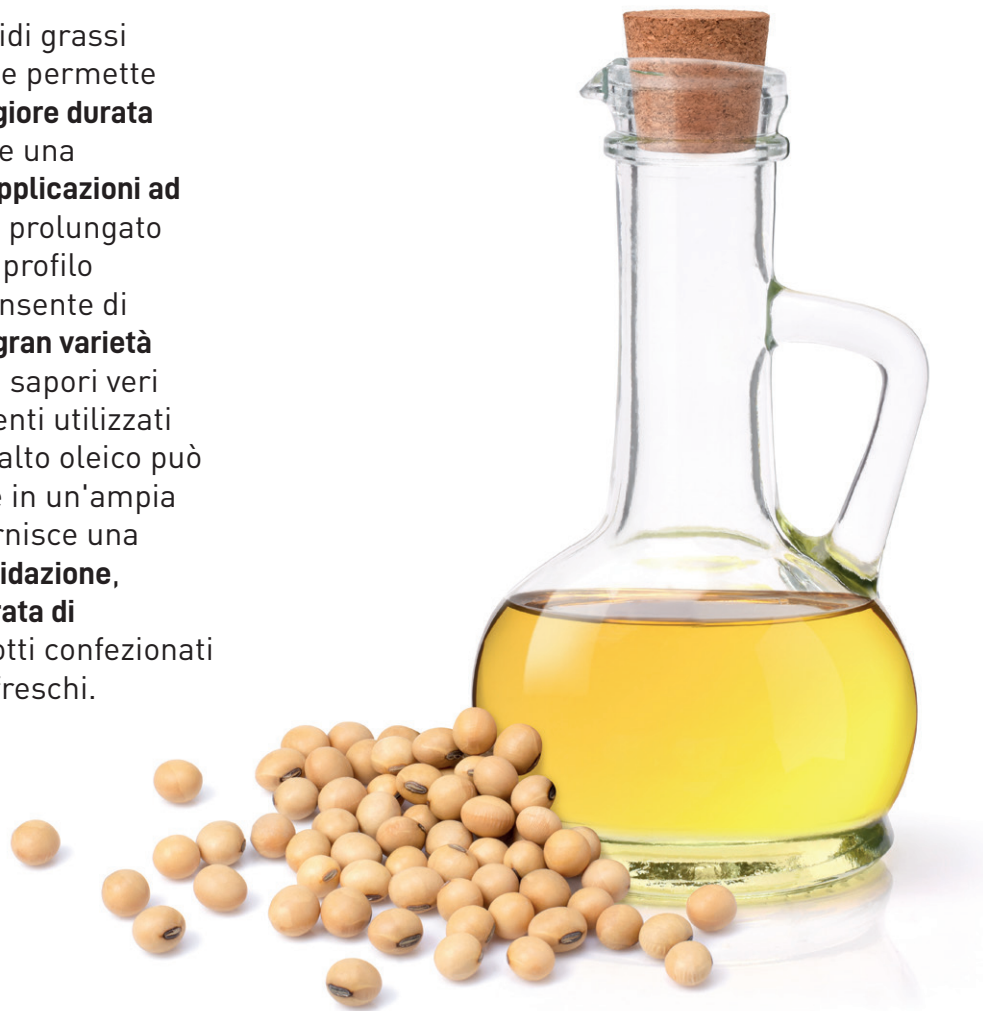 idi grassi
e permette
giore durata
e una
pplicazioni ad
prolungato
profilo
nsente di
gran varietà
sapori veri
enti utilizzati
alto oleico può
e in un'ampia
rnisce una
idazione,
rata di
otti confezionati
freschi.